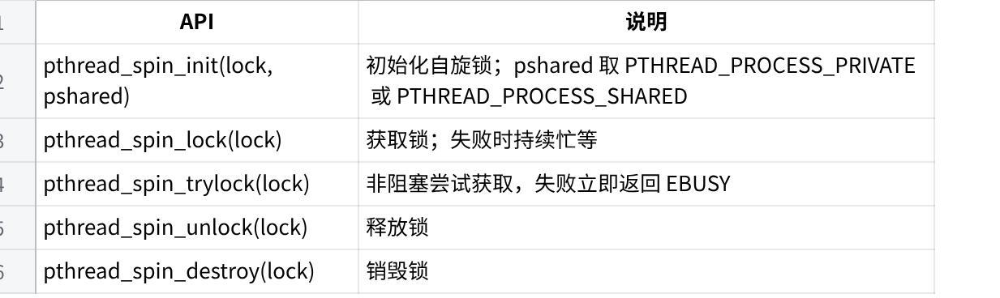 1 API 说明
2 pthread_spin_init(lock, pshared) 初始化自旋锁；pshared 取 PTHREAD_PROCESS_PRIVATE 或 PTHREAD_PROCESS_SHARED
3 pthread_spin_lock(lock) 获取锁；失败时持续忙等
4 pthread_spin_trylock(lock) 非阻塞尝试获取，失败立即返回 EBUSY
5 pthread_spin_unlock(lock) 释放锁
6 pthread_spin_destroy(lock) 销毁锁